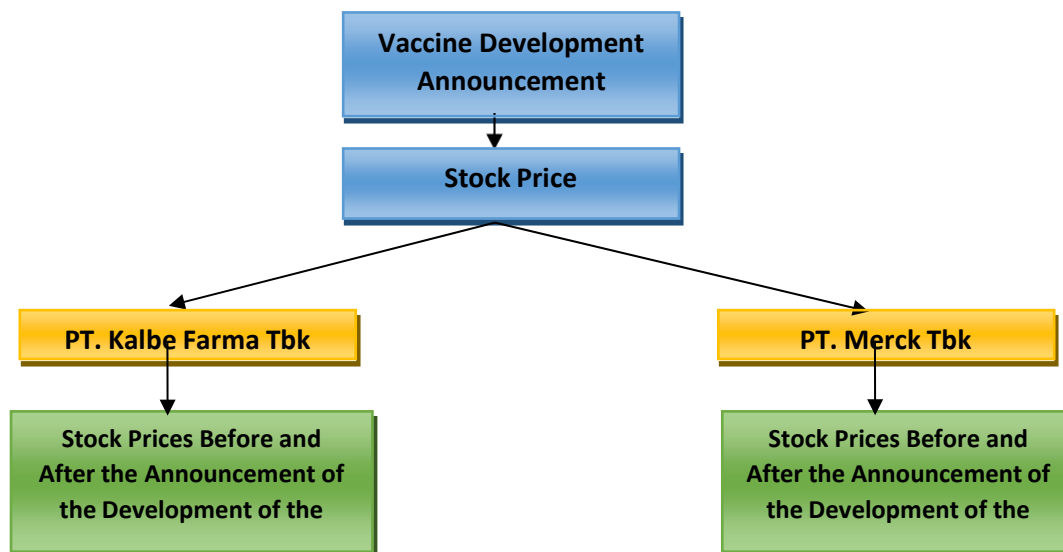 Vaccine Development
Announcement
Stock Price
PT. Kalbe Farma Tbk
PT. Merck Tbk
Stock Prices Before and
After the Announcement of
the Development of the
Stock Prices Before and
After the Announcement of
the Development of the